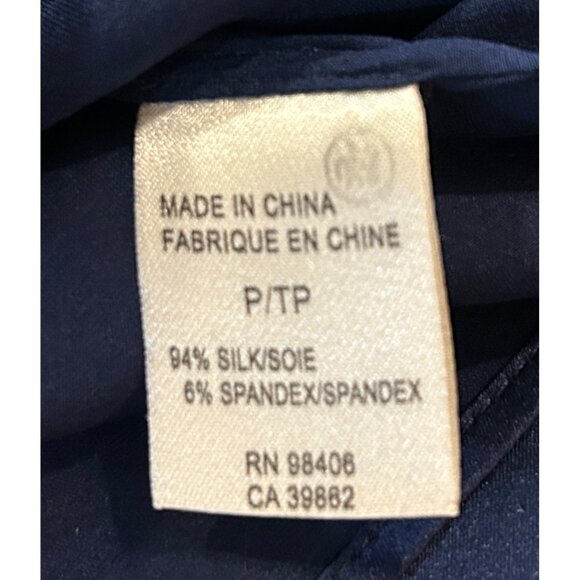 MADE IN CHINA
FABRIQUE EN CHINE
P/TP
94% SILK/SOIE
6% SPANDEX/SPANDEX
RN 98406
CA 39862